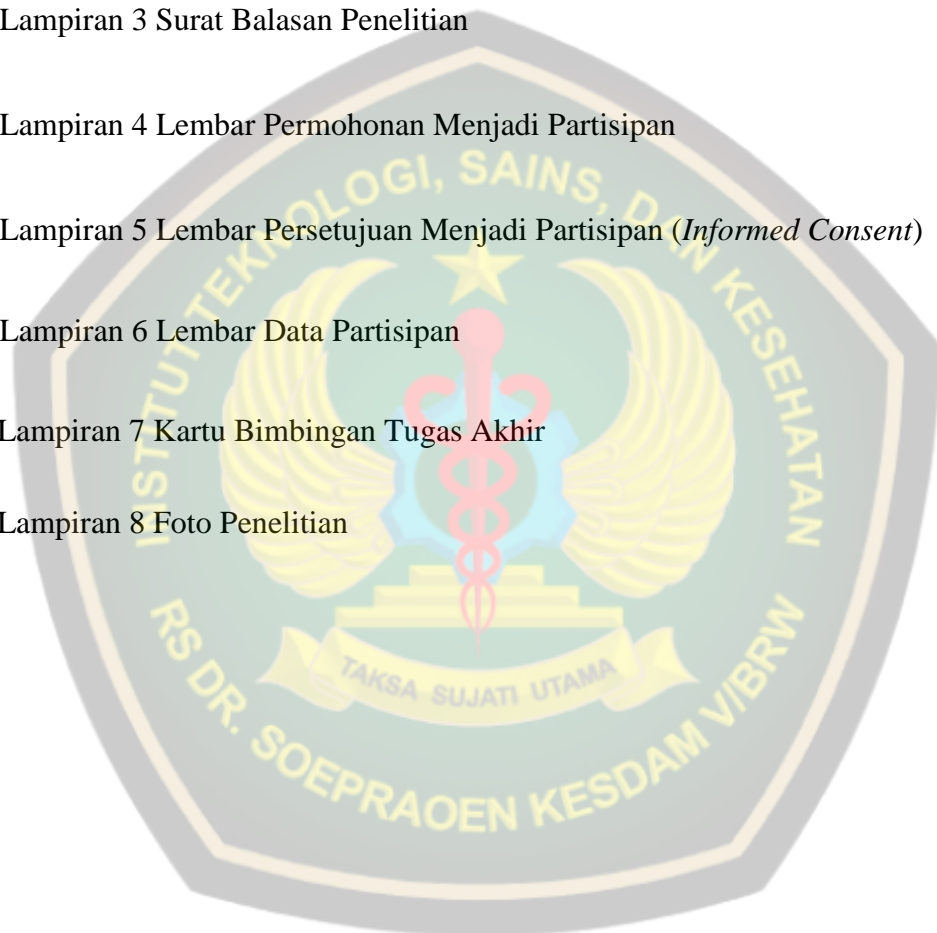 Lampiran 3 Surat Balasan Penelitian
Lampiran 4 Lembar Permohonan Menjadi Partisipan
Lampiran 5 Lembar Persetujuan Menjadi Partisipan (Informed Consent)
Lampiran 6 Lembar Data Partisipan
Lampiran 7 Kartu Bimbingan Tugas Akhir
Lampiran 8 Foto Penelitian
INSTITUT TEKNOLOGI, SAINS, DAN KESEHATAN
TAKSA SUJATI UTAMA
RS DR. SOEPRAOEN KESDAM V/BRW